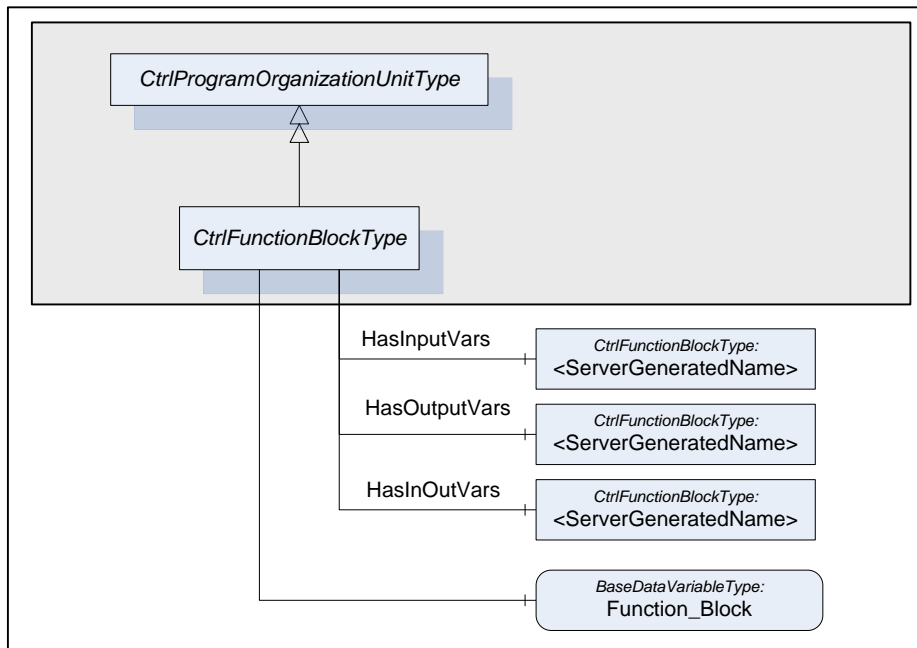 CtrlProgramOrganizationUnitType
CtrlFunctionBlockType
HasInputVars
CtrlFunctionBlockType:
<ServerGeneratedName>
HasOutputVars
CtrlFunctionBlockType:
<ServerGeneratedName>
HasInOutVars
CtrlFunctionBlockType:
<ServerGeneratedName>
BaseDataVariableType:
Function_Block